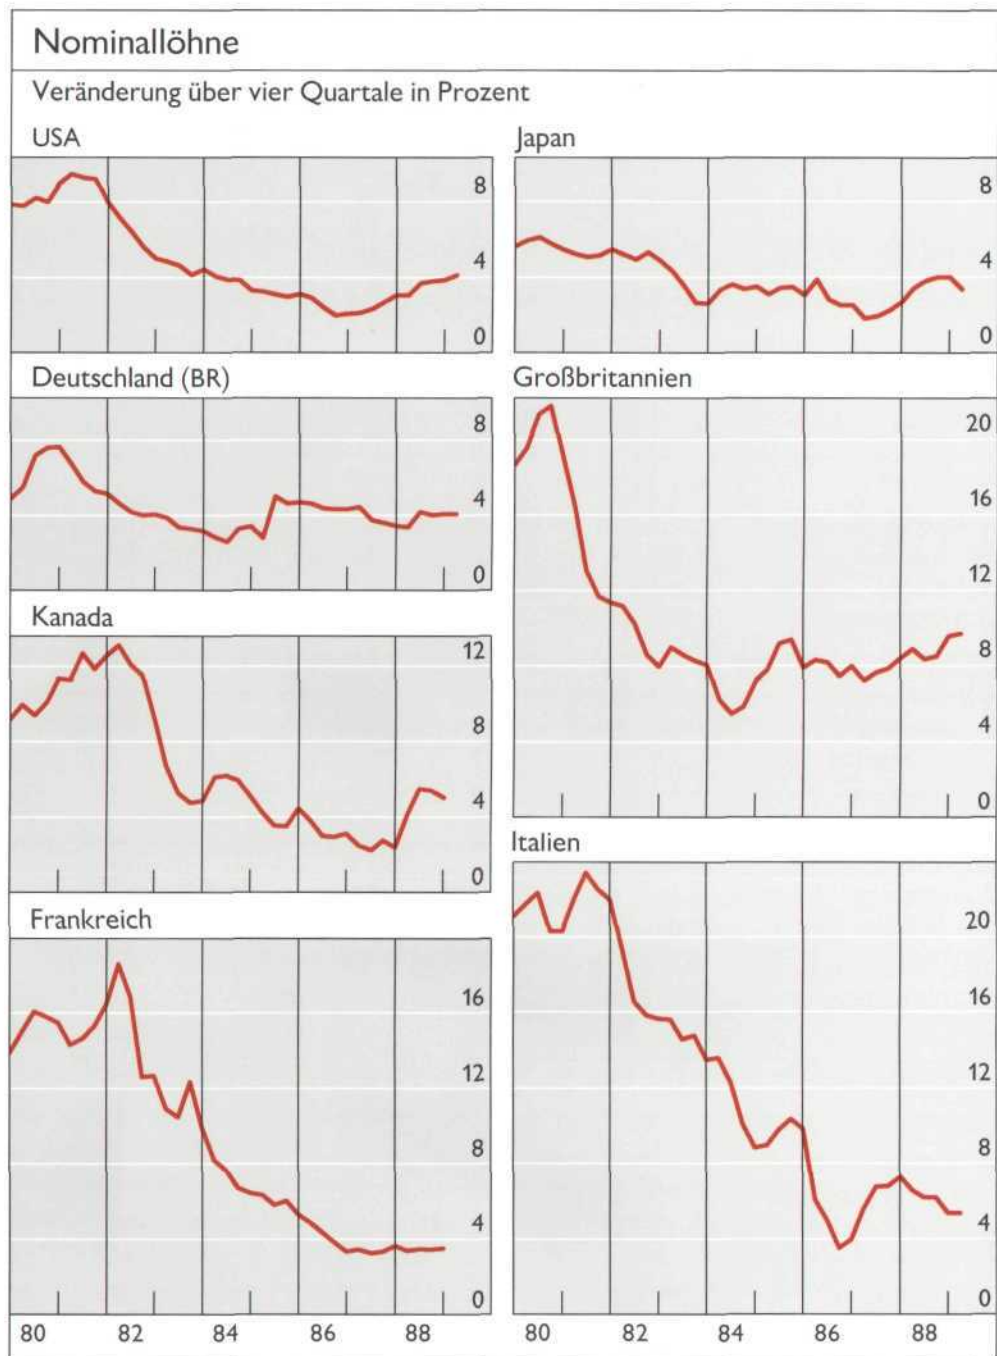 Nominallöhne
Veränderung über vier Quartale in Prozent
USA
8
4
0
Japan
8
4
0
Deutschland (BR)
8
4
0
Großbritannien
20
16
12
8
4
0
Kanada
12
8
4
0
Italien
20
16
12
8
4
0
Frankreich
16
12
8
4
0
80 82 84 86 88
80 82 84 86 88